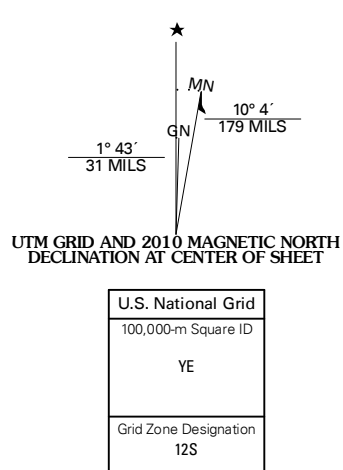 MN
GN
10° 4´
179 MILS
1° 43´
31 MILS
UTM GRID AND 2010 MAGNETIC NORTH
DECLINATION AT CENTER OF SHEET
U.S. National Grid
100,000-m Square ID
YE
Grid Zone Designation
12S